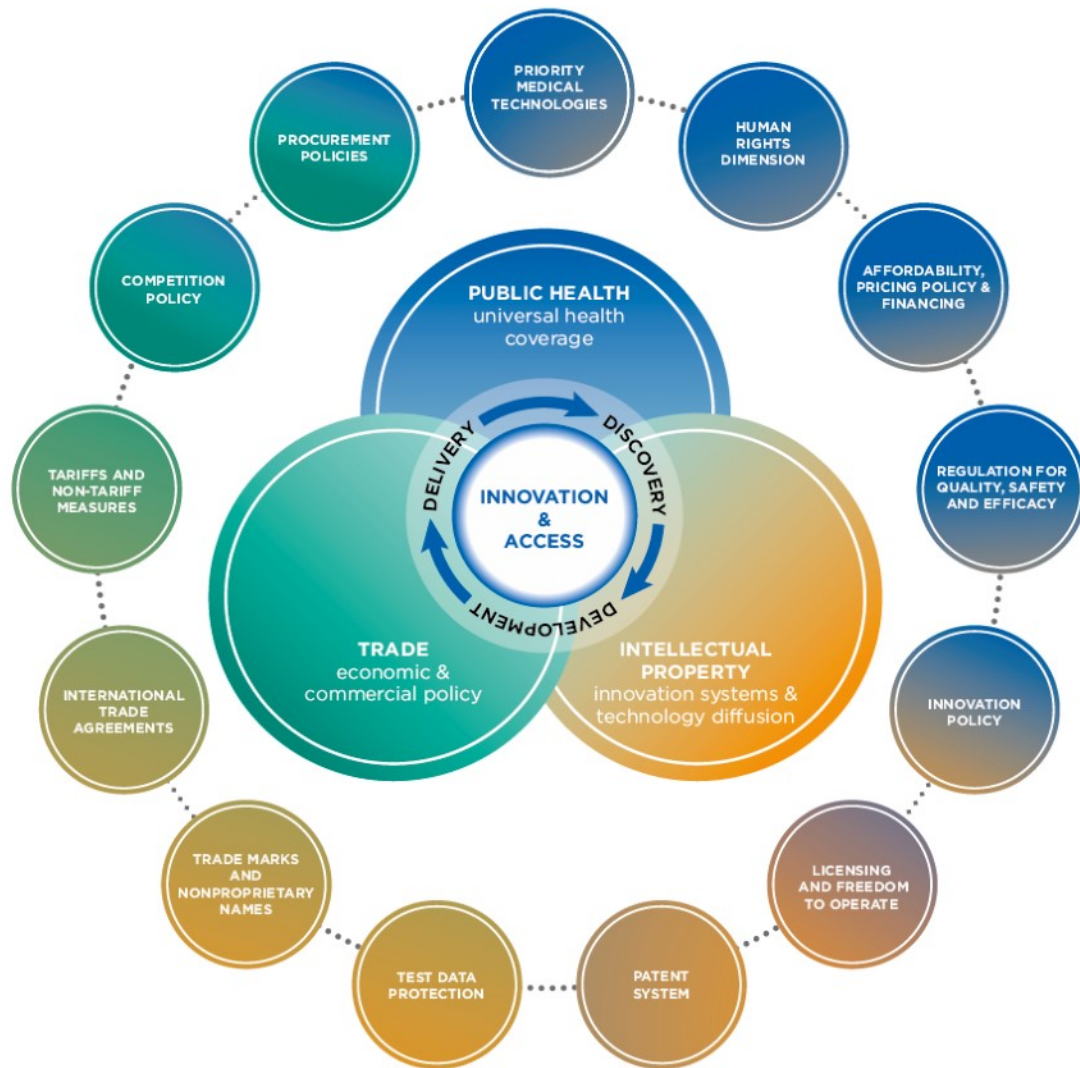 PRIORITY
MEDICAL
TECHNOLOGIES
HUMAN
RIGHTS
DIMENSION
AFFORDABILITY,
PRICING POLICY &
FINANCING
REGULATION FOR
QUALITY, SAFETY
AND EFFICACY
INNOVATION
POLICY
LICENSING
AND FREEDOM
TO OPERATE
PATENT
SYSTEM
TEST DATA
PROTECTION
TRADE MARKS
AND
NONPROPRIETARY
NAMES
INTERNATIONAL
TRADE
AGREEMENTS
TARIFFS AND
NON-TARIFF
MEASURES
COMPETITION
POLICY
PROCUREMENT
POLICIES
PUBLIC HEALTH
universal health
coverage
DISCOVERY
DEVELOPMENT
DELIVERY
INNOVATION
&
ACCESS
TRADE
economic &
commercial policy
INTELLECTUAL
PROPERTY
innovation systems &
technology diffusion